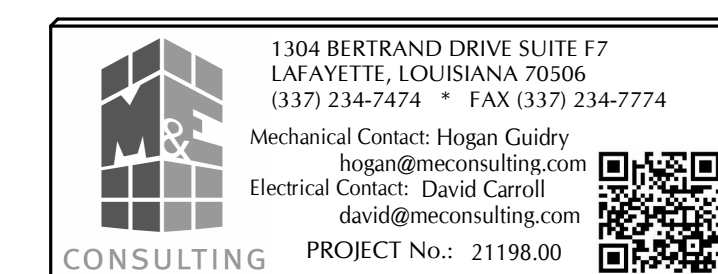 M&E
CONSULTING
1304 BERTRAND DRIVE SUITE F7
LAFAYETTE, LOUISIANA 70506
(337) 234-7474 * FAX (337) 234-7774
Mechanical Contact: Hogan Guidry
hogan@meconsulting.com
Electrical Contact: David Carroll
david@meconsulting.com
PROJECT No.: 21198.00